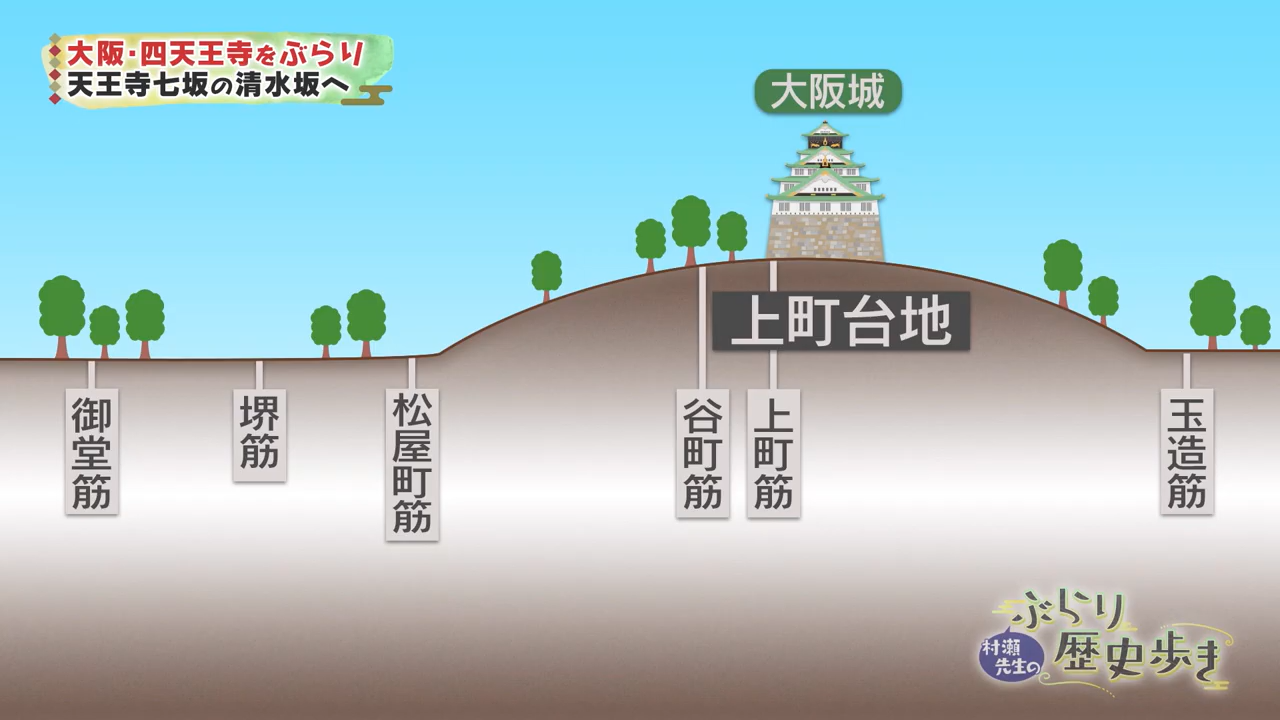 大阪・四天王寺をぶらり
天王寺七坂の清水坂へ
大阪城
上町台地
御堂筋
堺筋
松屋町筋
谷町筋
上町筋
玉造筋
村瀬先生の
ぶらり
歴史歩き